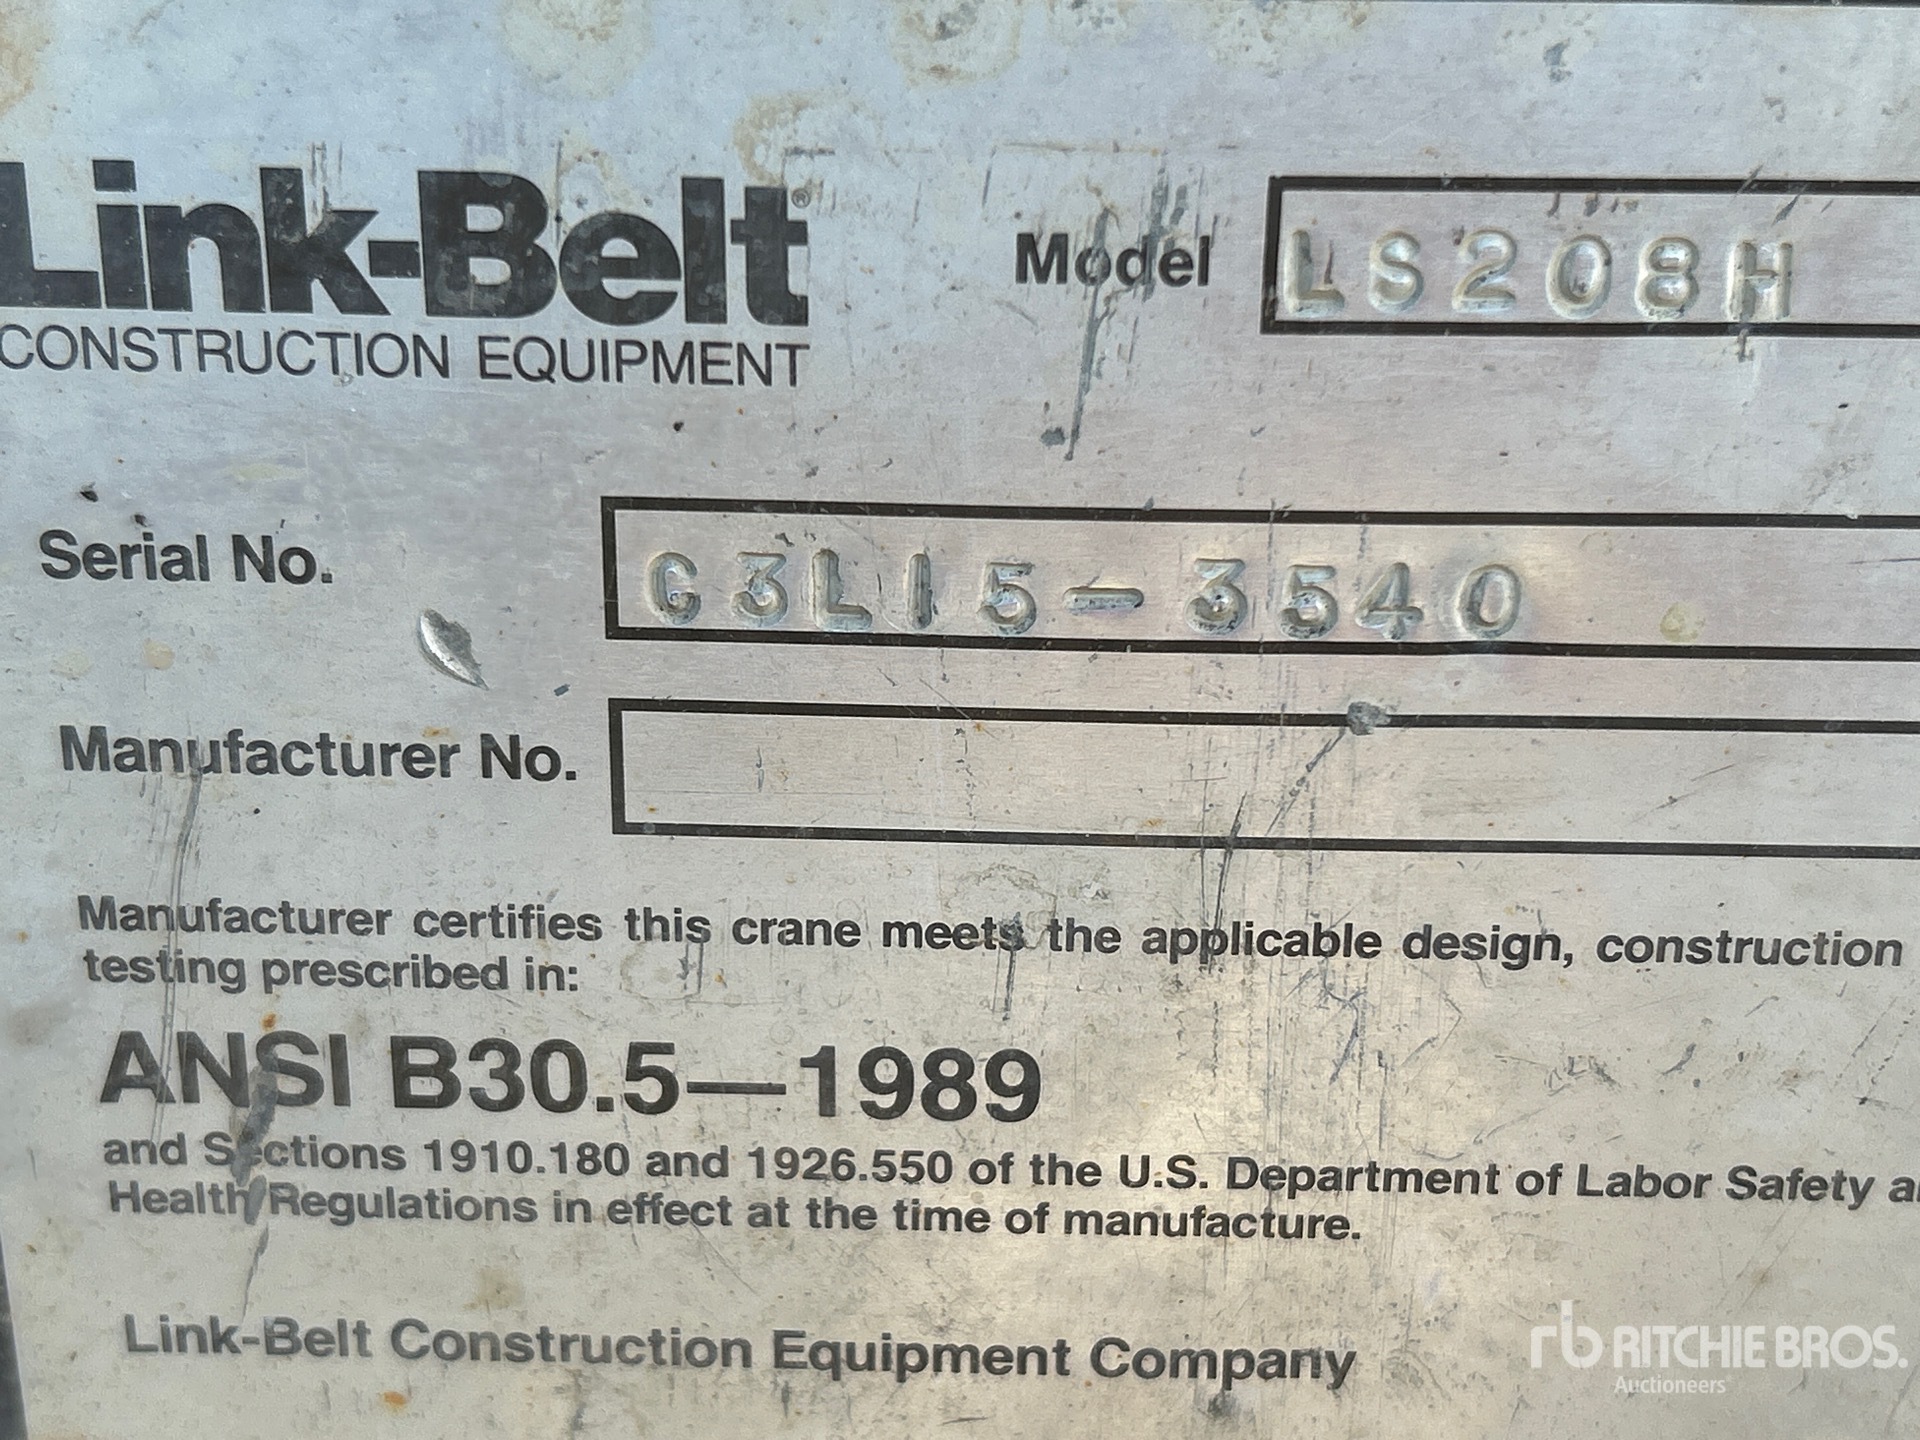 Link-Belt®
CONSTRUCTION EQUIPMENT
Model LS208H
Serial No. G3LI5-3540
Manufacturer No.
Manufacturer certifies this crane meets the applicable design, construction
testing prescribed in:
ANSI B30.5—1989
and Sections 1910.180 and 1926.550 of the U.S. Department of Labor Safety
Health Regulations in effect at the time of manufacture.
Link-Belt Construction Equipment Company
rb RITCHIE BROS.
Auctioneers